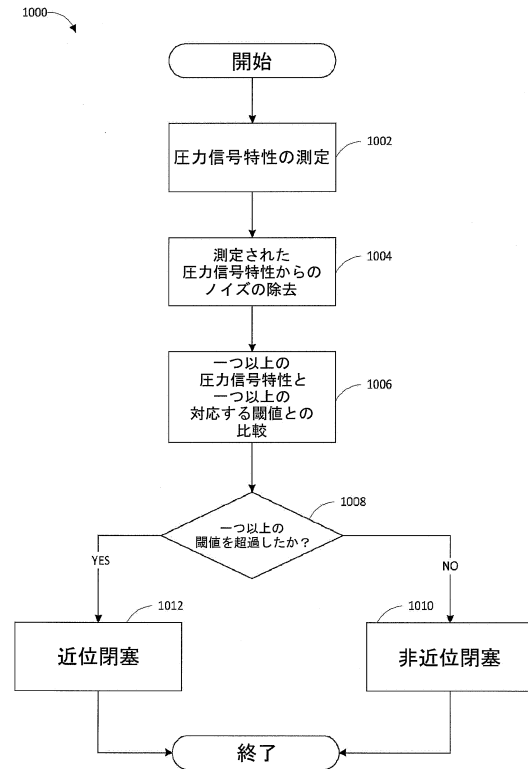 1000
開始
圧力信号特性の測定
1002
測定された
圧力信号特性からの
ノイズの除去
1004
一つ以上の
圧力信号特性と
一つ以上の
対応する閾値との
比較
1006
一つ以上の
閾値を超過したか？
1008
YES
NO
近位閉塞
1012
非近位閉塞
1010
終了